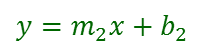 y = m₂x + b₂